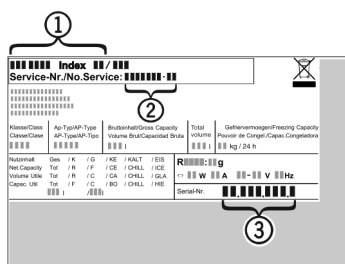 1
Index /
Service-Nr./No.Service: -
2
Klasse/Class Ap-Typ/AP-Type Bruttoinhalt/Gross Capacity Total Gefriervermoegen/Freezing Capacity
Classe/Clase AP-Type/AP-Tipo Volume Brut/Capacidad Bruta volume Pouvoir de Congel./Capac.Congeladora
l l kg / 24 h
Nutzinhalt Ges / K / G / KE / KALT / EIS R : g
Net.Capacity Tot / R / F / CE / CHILL / ICE
Volume Utile Tot / R / C / CA / CHILL / GLA W A - V Hz
Capac. Util Tot / F / C / BO / CHILL / HIE
l / l Serial-Nr. . . .
3